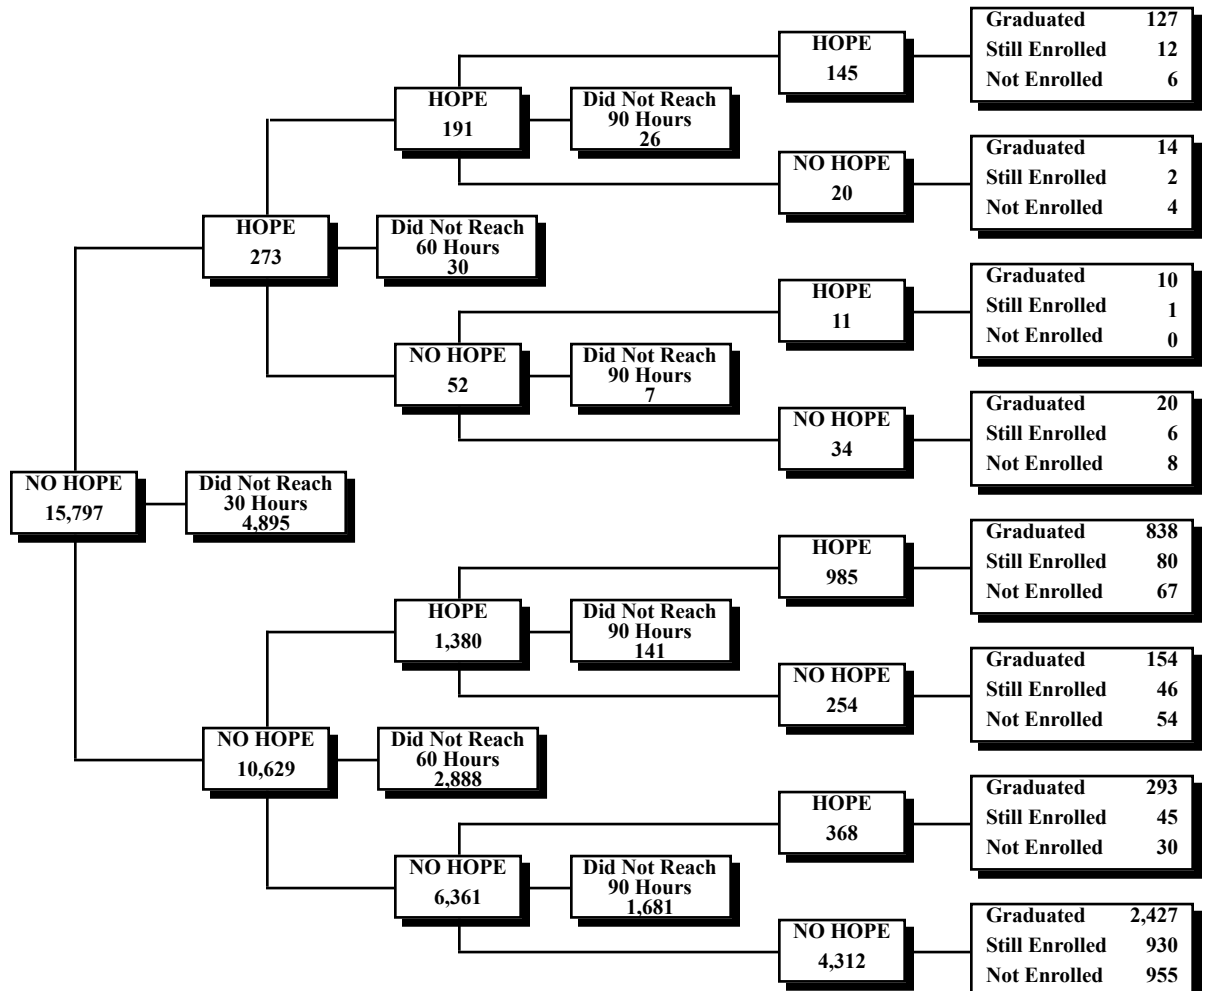 Graduated 127
Still Enrolled 12
Not Enrolled 6
HOPE
145
HOPE
191
Did Not Reach
90 Hours
26
NO HOPE
20
Graduated 14
Still Enrolled 2
Not Enrolled 4
HOPE
273
Did Not Reach
60 Hours
30
HOPE
11
Graduated 10
Still Enrolled 1
Not Enrolled 0
NO HOPE
52
Did Not Reach
90 Hours
7
NO HOPE
34
Graduated 20
Still Enrolled 6
Not Enrolled 8
NO HOPE
15,797
Did Not Reach
30 Hours
4,895
HOPE
985
Graduated 838
Still Enrolled 80
Not Enrolled 67
HOPE
1,380
Did Not Reach
90 Hours
141
NO HOPE
254
Graduated 154
Still Enrolled 46
Not Enrolled 54
NO HOPE
10,629
Did Not Reach
60 Hours
2,888
HOPE
368
Graduated 293
Still Enrolled 45
Not Enrolled 30
NO HOPE
6,361
Did Not Reach
90 Hours
1,681
NO HOPE
4,312
Graduated 2,427
Still Enrolled 930
Not Enrolled 955